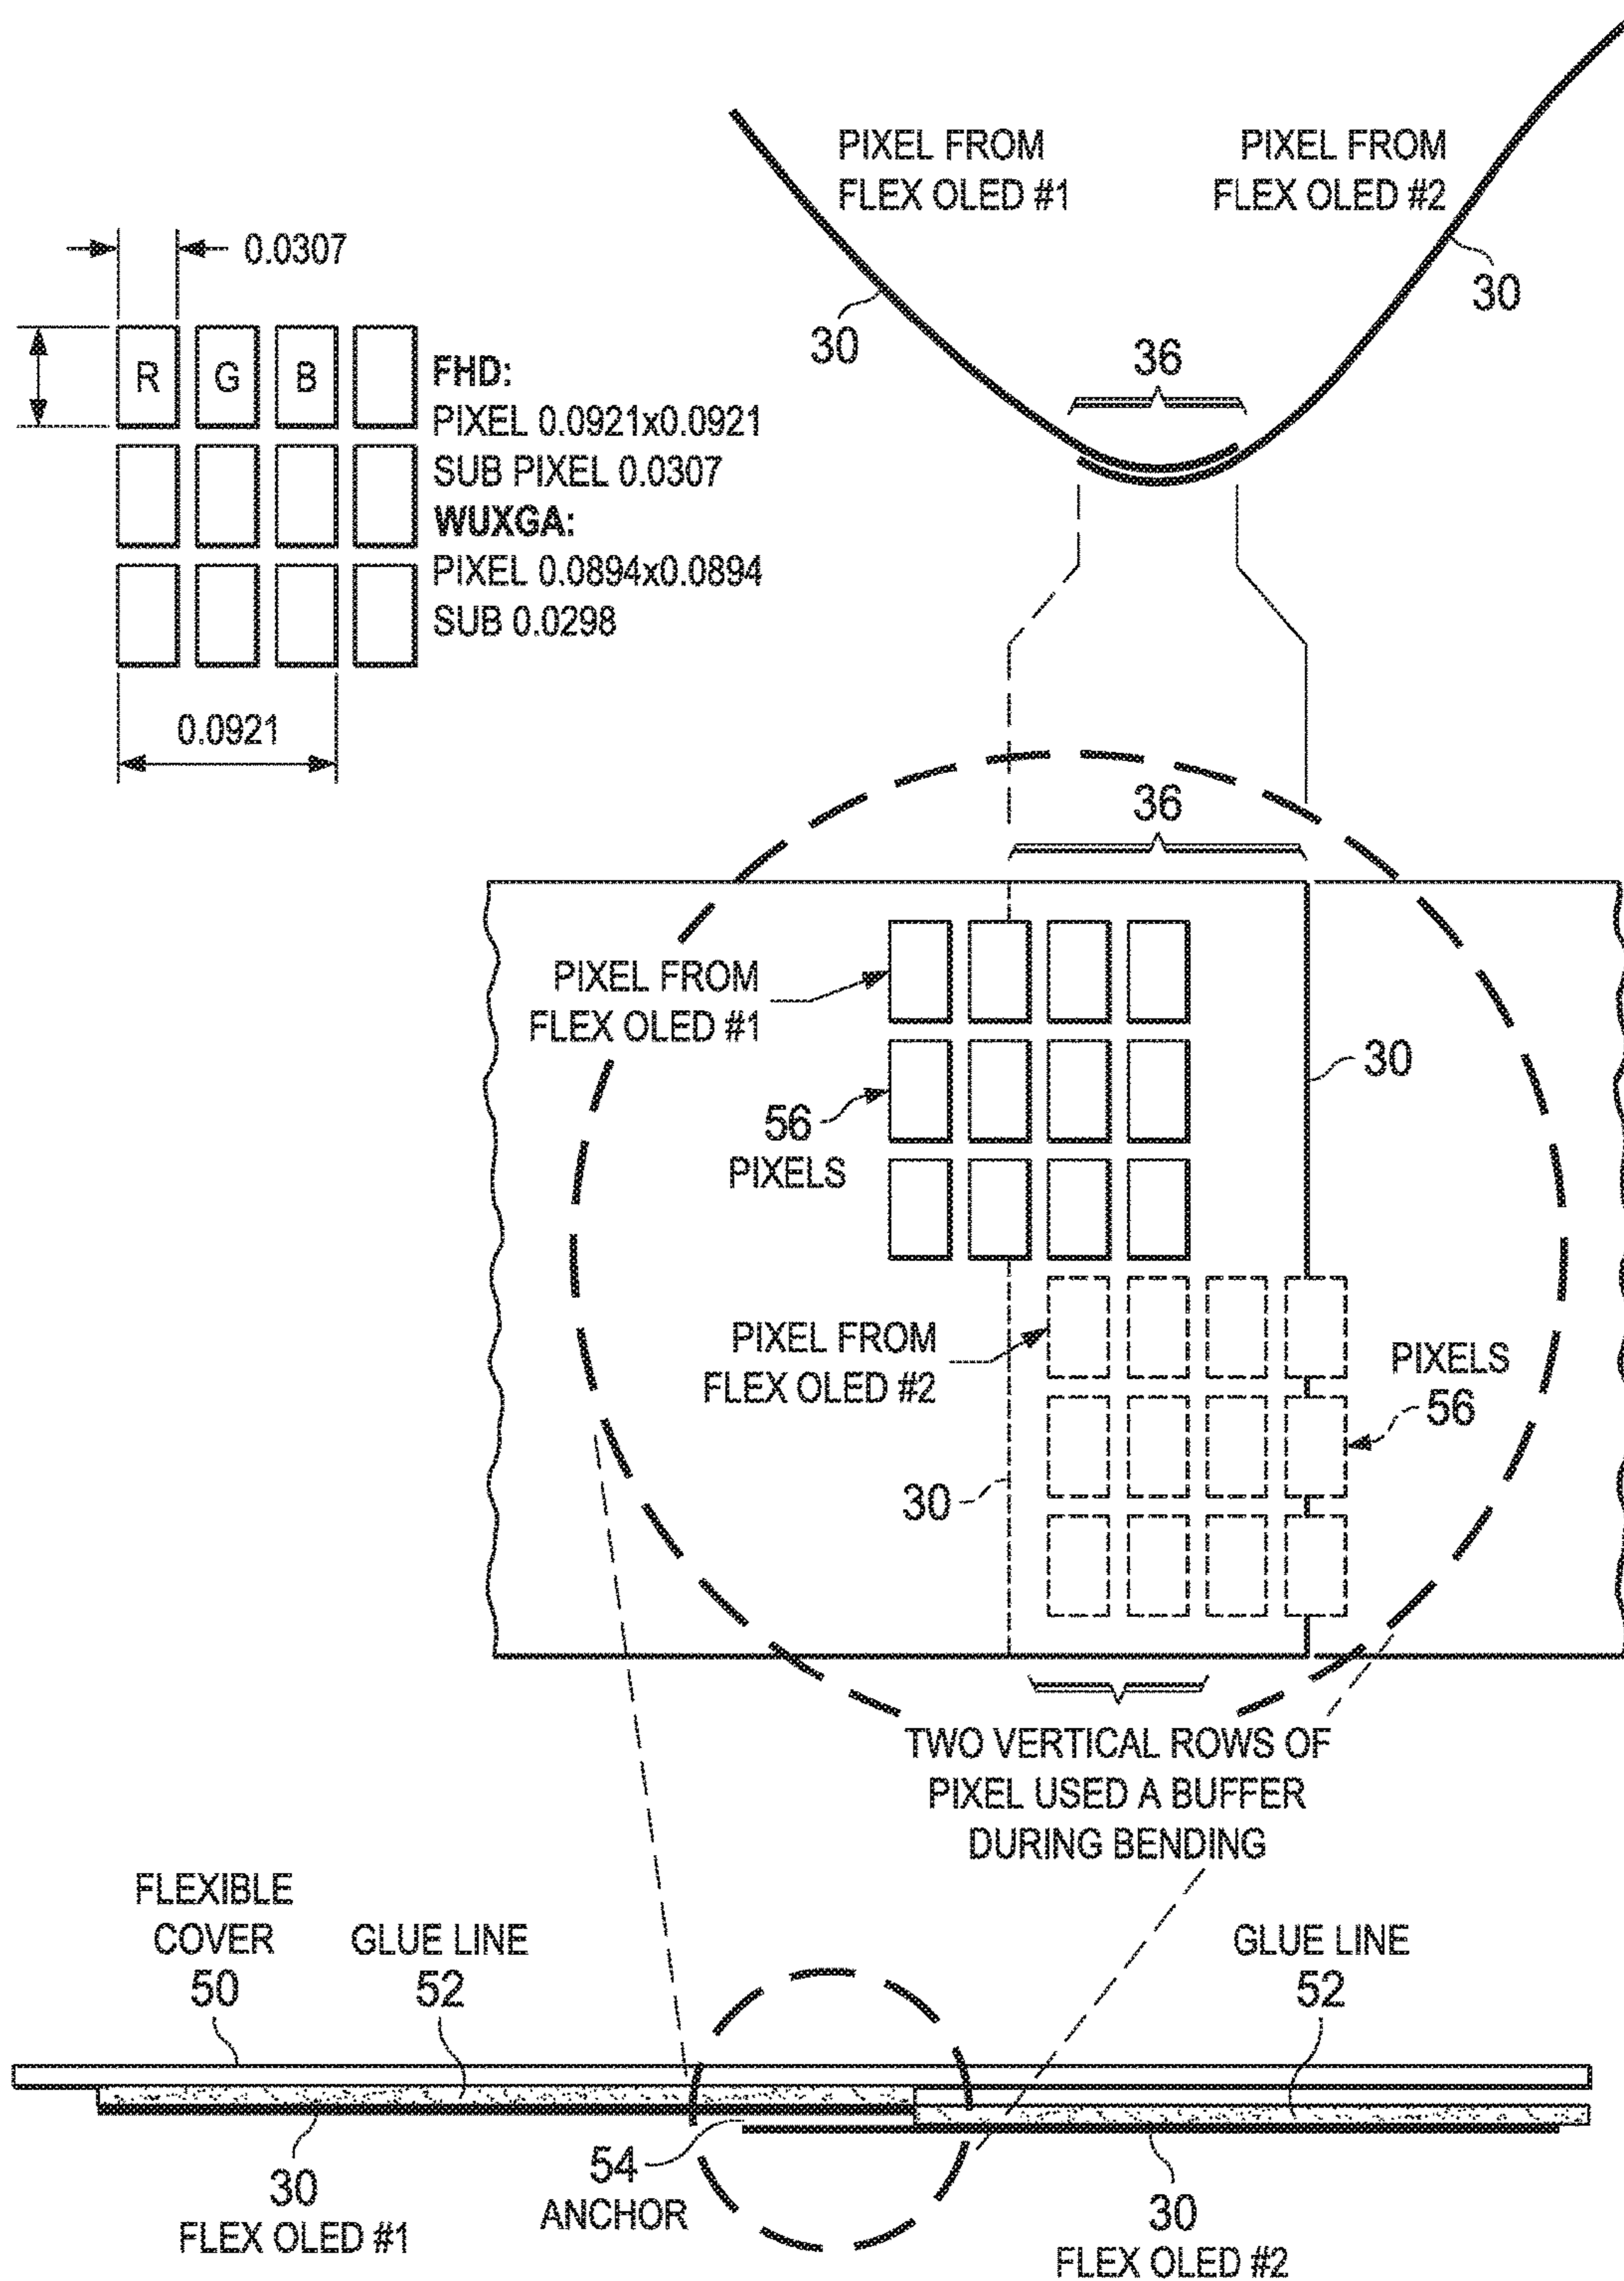 PIXEL FROM
FLEX OLED #1
PIXEL FROM
FLEX OLED #2
30
30
36
0.0307
R G B
FHD:
PIXEL 0.0921x0.0921
SUB PIXEL 0.0307
WUXGA:
PIXEL 0.0894x0.0894
SUB 0.0298
0.0921
36
PIXEL FROM
FLEX OLED #1
30
56
PIXELS
PIXEL FROM
FLEX OLED #2
PIXELS
56
30
TWO VERTICAL ROWS OF
PIXEL USED A BUFFER
DURING BENDING
FLEXIBLE
COVER
50
GLUE LINE
52
GLUE LINE
52
30
FLEX OLED #1
54
ANCHOR
30
FLEX OLED #2